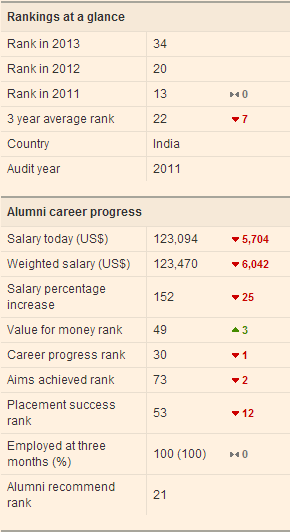 Rankings at a glance
Rank in 2013 34
Rank in 2012 20
Rank in 2011 13 0
3 year average rank 22 7
Country India
Audit year 2011
Alumni career progress
Salary today (US$) 123,094 5,704
Weighted salary (US$) 123,470 6,042
Salary percentage
increase 152 25
Value for money rank 49 3
Career progress rank 30 1
Aims achieved rank 73 2
Placement success
rank 53 12
Employed at three
months (%) 100 (100) 0
Alumni recommend
rank 21